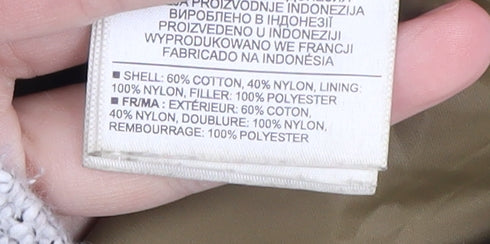 ЈА PROIZVODNJE INDONEZIJA
ВИРОБЛЕНО В ІНДОНЕЗІЇ
PROIZVEDENO U INDONEZIJI
WYPRODUKOWANO WE FRANCJI
FABRICADO NA INDONÉSIA
■ SHELL: 60% COTTON, 40% NYLON, LINING:
100% NYLON, FILLER: 100% POLYESTER
■ FR/MA : EXTÉRIEUR: 60% COTON,
40% NYLON, DOUBLURE: 100% NYLON,
REMBOURRAGE: 100% POLYESTER